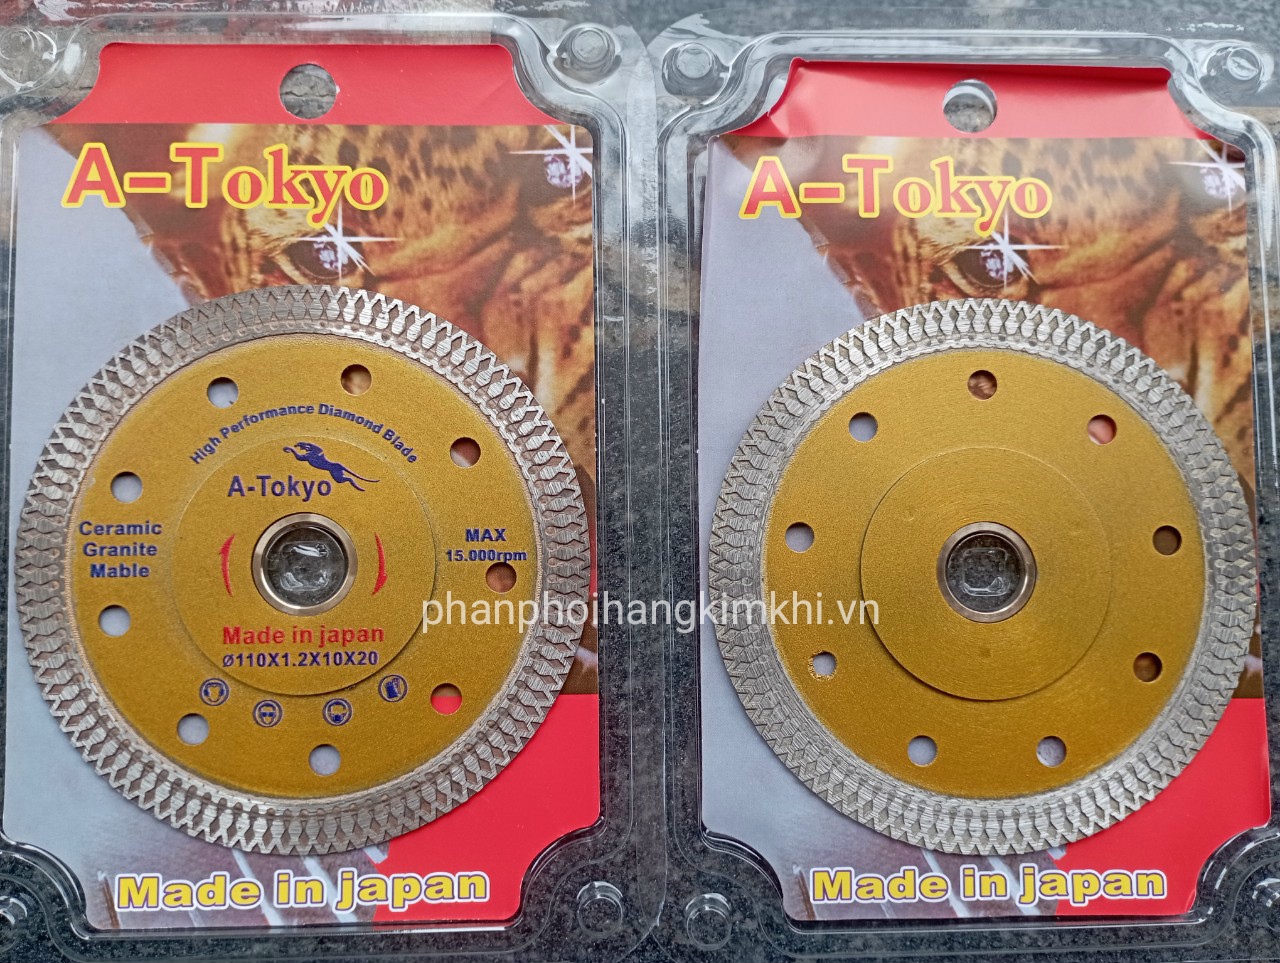 A-Tokyo
High Performance Diamond Blade
A-Tokyo
Ceramic
Granite
Mable
MAX
15.000rpm
Made in japan
Ø110X1.2X10X20
Made in japan
A-Tokyo
Made in japan
phanphoihangkimkhi.vn